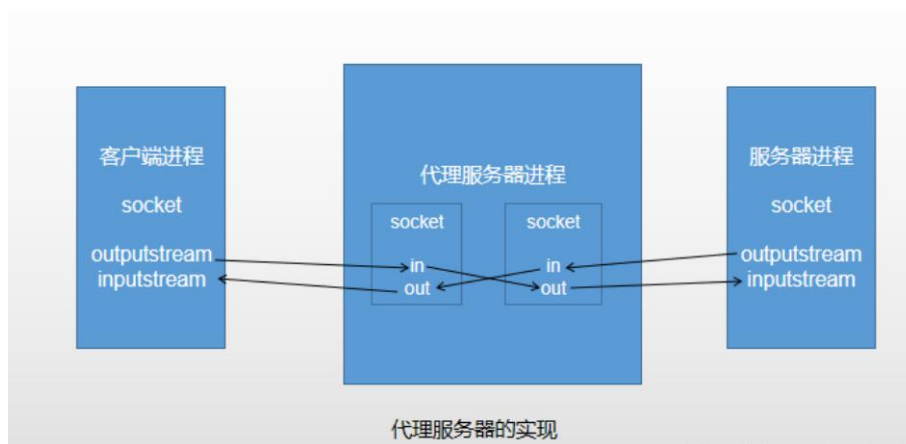 客户端进程
socket
outputstream
inputstream
代理服务器进程
socket
in
out
socket
in
out
服务器进程
socket
outputstream
inputstream
代理服务器的实现